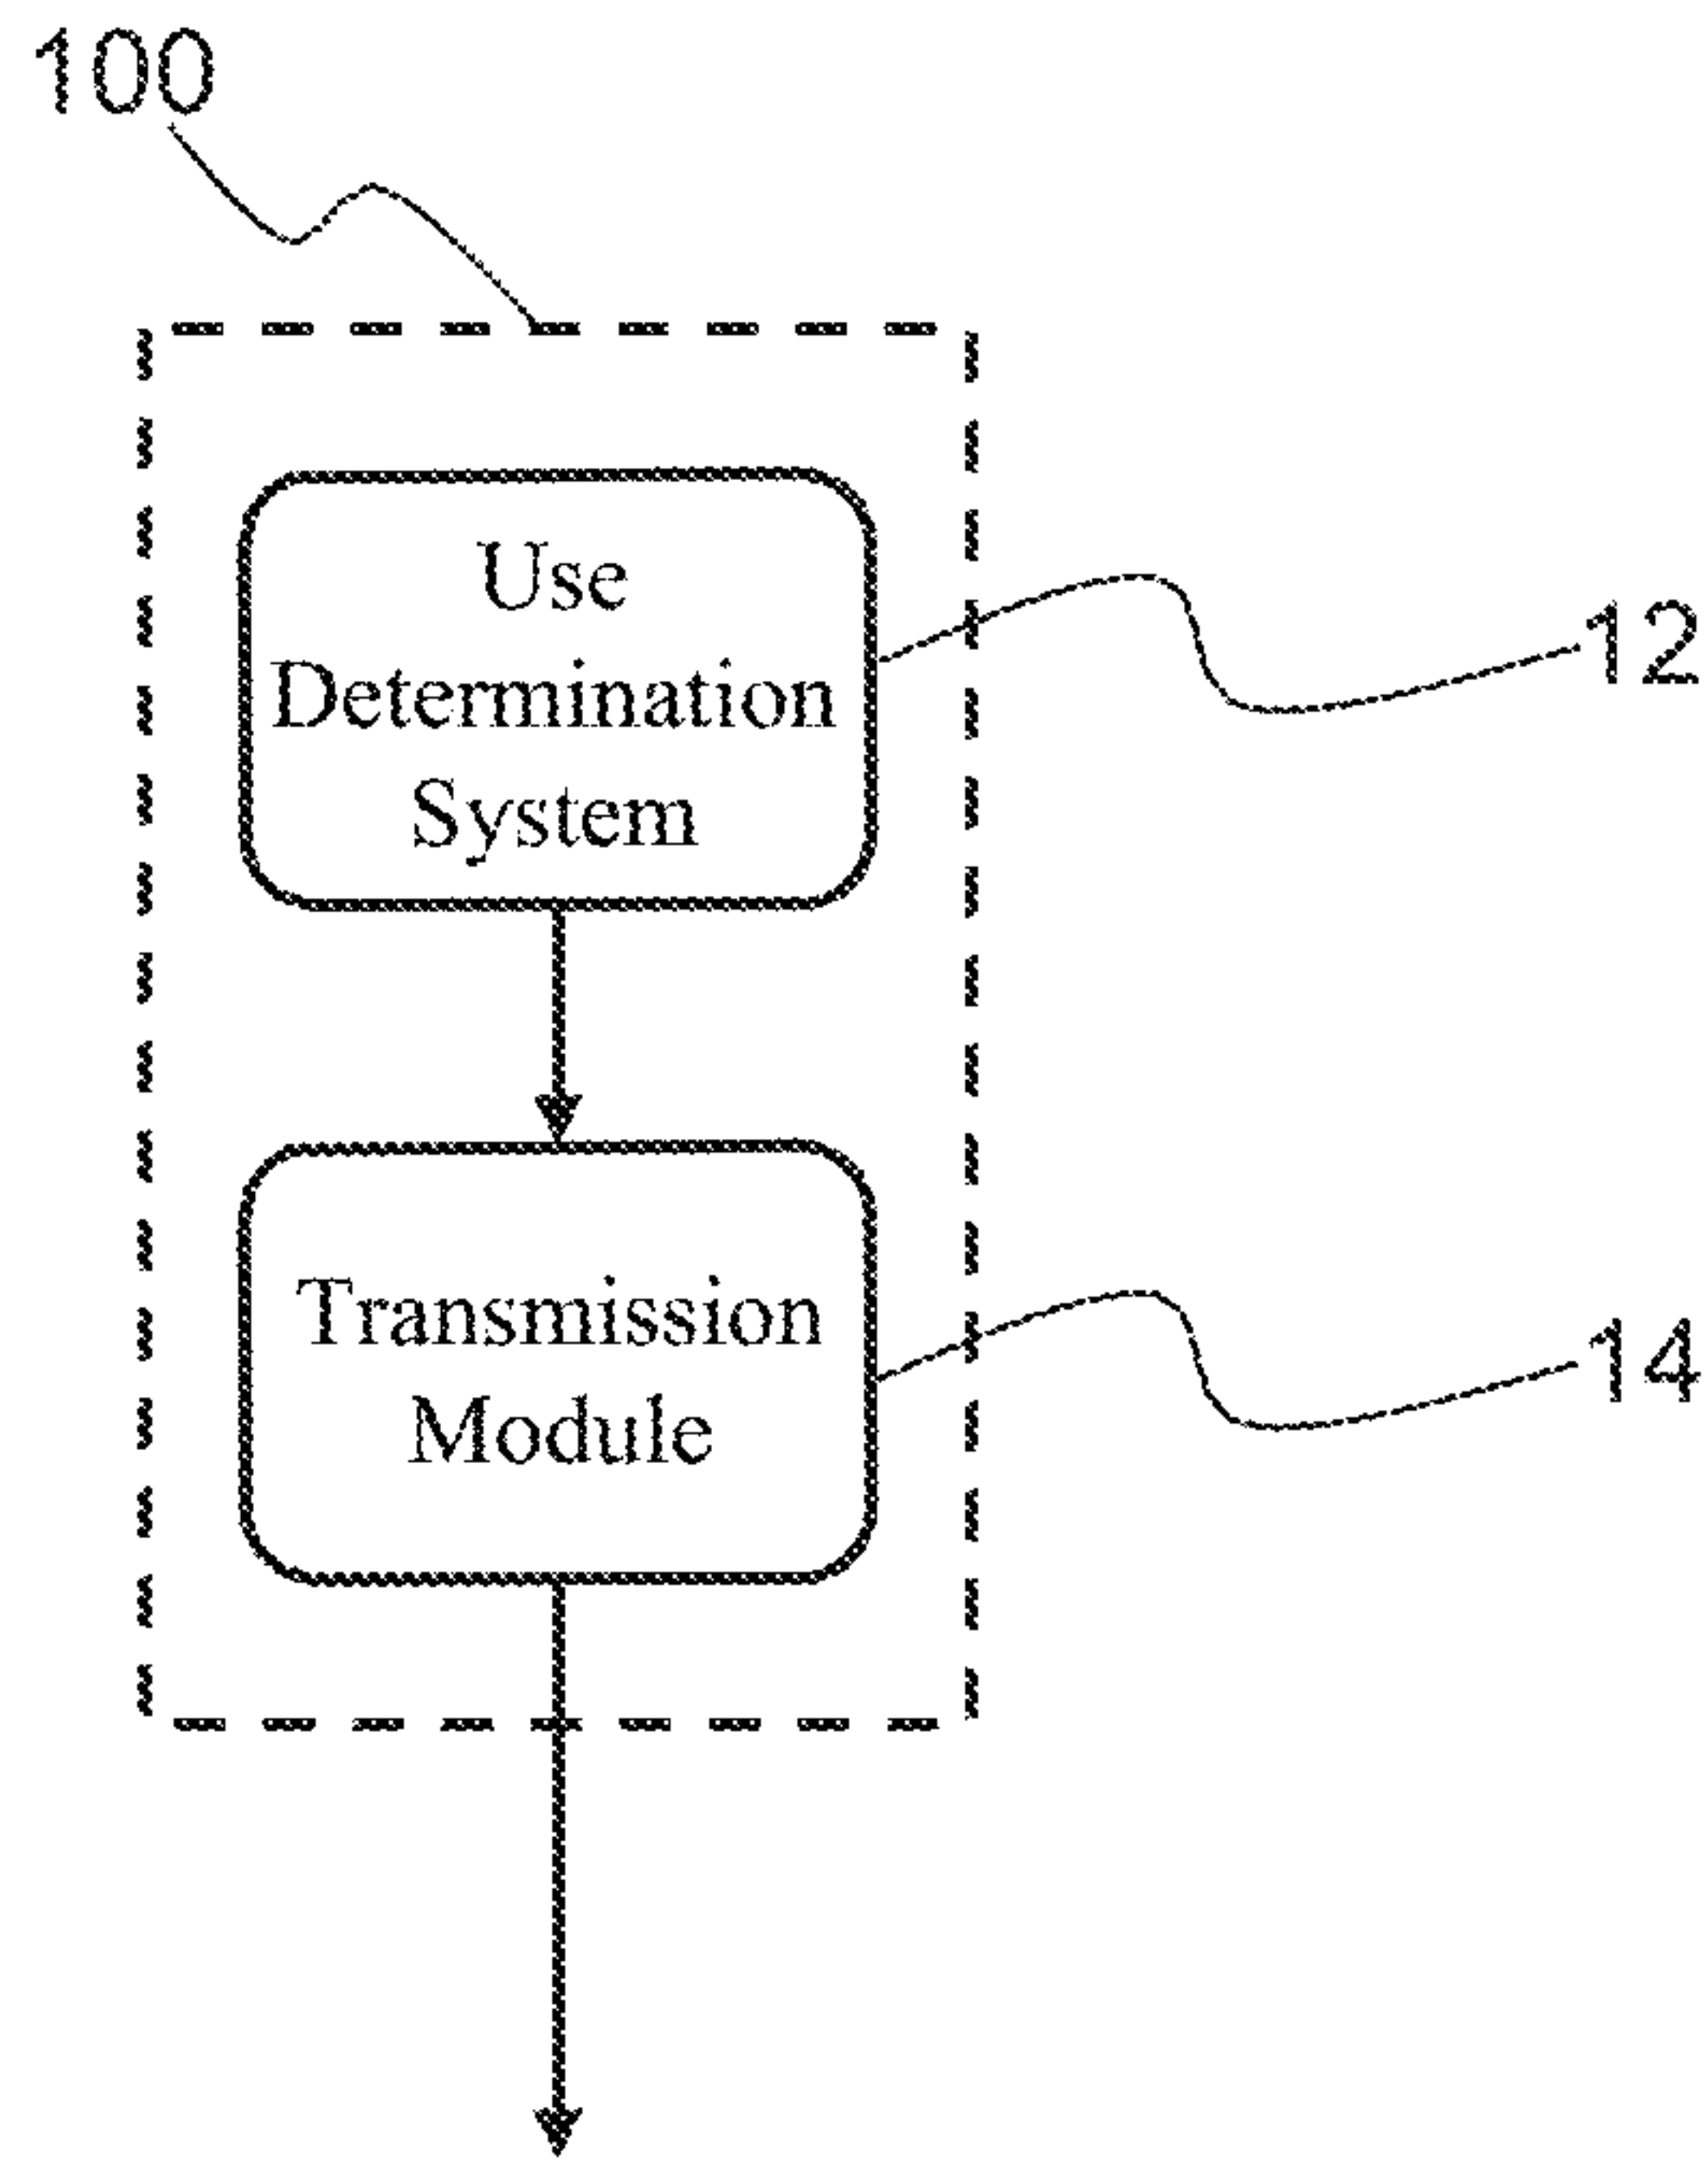 100
Use
Determination
System
12
Transmission
Module
14